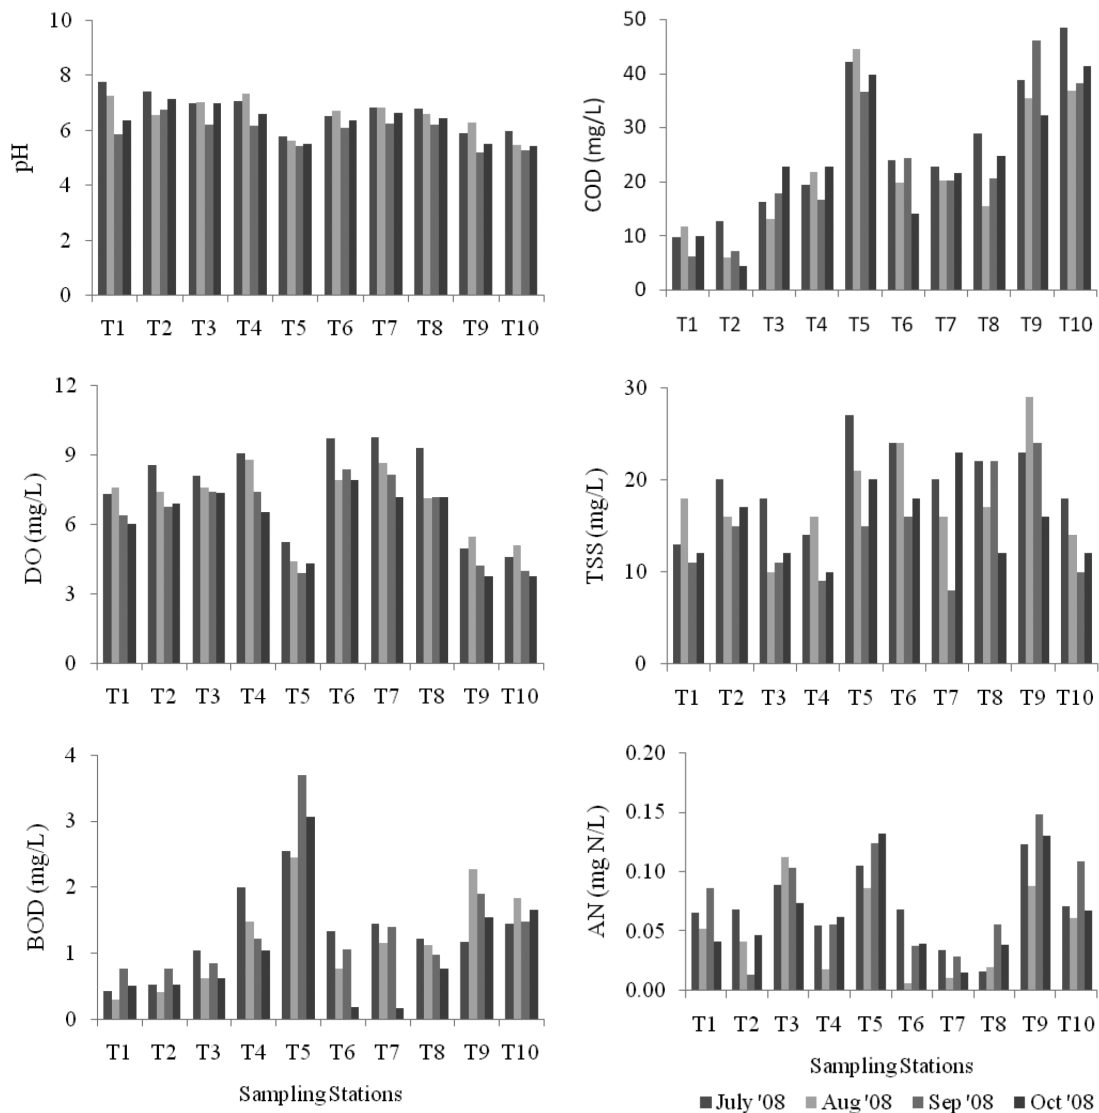 pH
10
8
6
4
2
0
T1 T2 T3 T4 T5 T6 T7 T8 T9 T10
COD (mg/L)
50
40
30
20
10
0
T1 T2 T3 T4 T5 T6 T7 T8 T9 T10
DO (mg/L)
12
9
6
3
0
T1 T2 T3 T4 T5 T6 T7 T8 T9 T10
TSS (mg/L)
30
20
10
0
T1 T2 T3 T4 T5 T6 T7 T8 T9 T10
BOD (mg/L)
4
3
2
1
0
T1 T2 T3 T4 T5 T6 T7 T8 T9 T10
Sampling Stations
AN (mg N/L)
0.20
0.15
0.10
0.05
0.00
T1 T2 T3 T4 T5 T6 T7 T8 T9 T10
Sampling Stations
July '08 Aug '08 Sep '08 Oct '08